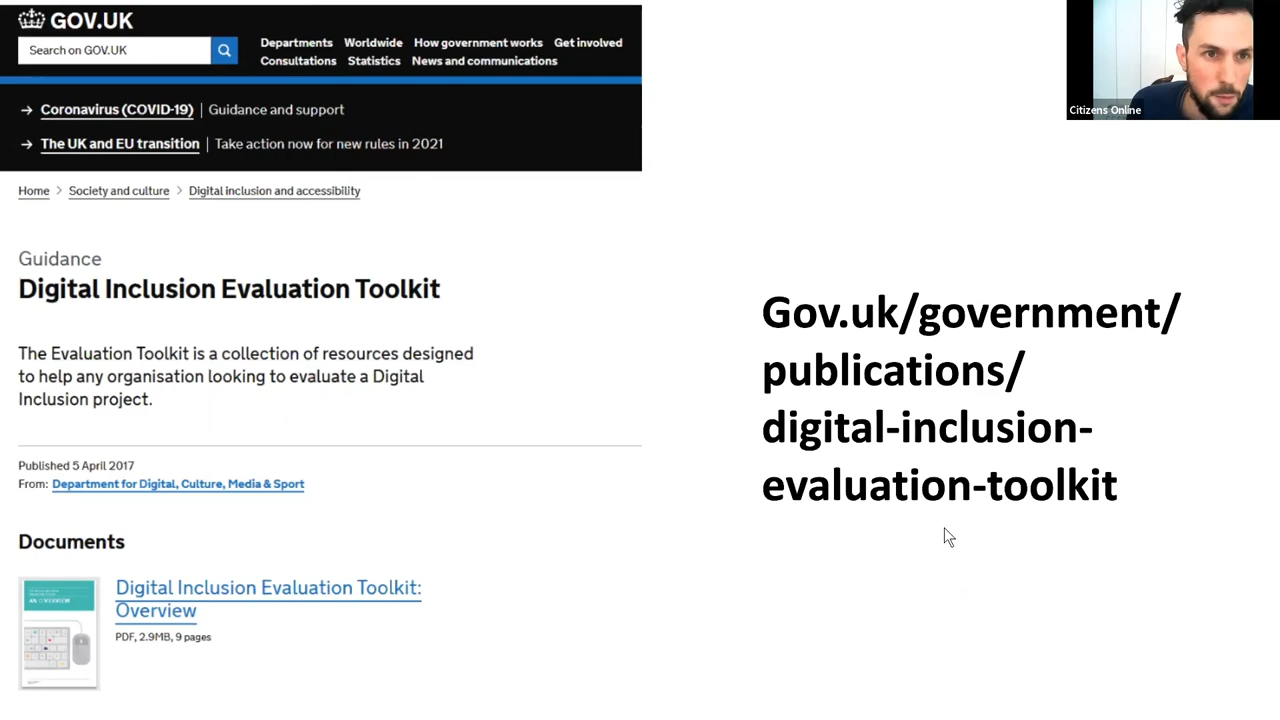 GOV.UK
Search on GOV.UK
Departments Worldwide How government works Get involved
Consultations Statistics News and communications
→ Coronavirus (COVID-19) | Guidance and support
→ The UK and EU transition | Take action now for new rules in 2021
Home > Society and culture > Digital inclusion and accessibility
Guidance
Digital Inclusion Evaluation Toolkit
The Evaluation Toolkit is a collection of resources designed
to help any organisation looking to evaluate a Digital
Inclusion project.
Published 5 April 2017
From: Department for Digital, Culture, Media & Sport
Documents
Digital Inclusion Evaluation Toolkit:
Overview
PDF, 2.9MB, 9 pages
Gov.uk/government/
publications/
digital-inclusion-
evaluation-toolkit
Citizens Online